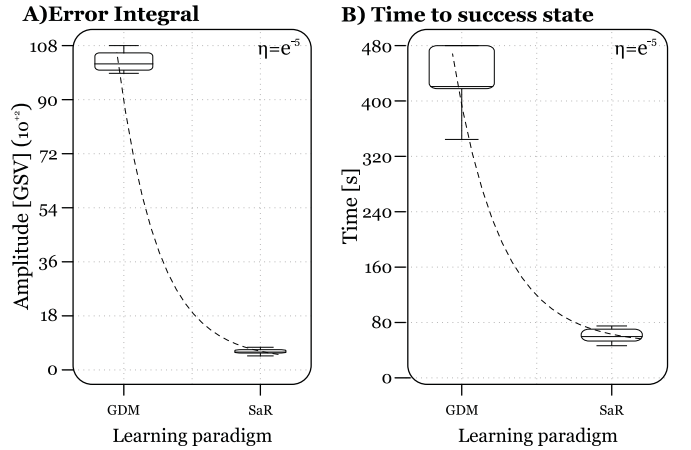 A)Error Integral
η=e⁻⁵
108
90
72
54
36
18
0
Amplitude [GSV] (10⁺²)
GDM
SaR
Learning paradigm
B) Time to success state
η=e⁻⁵
480
400
320
240
160
80
0
Time [s]
GDM
SaR
Learning paradigm